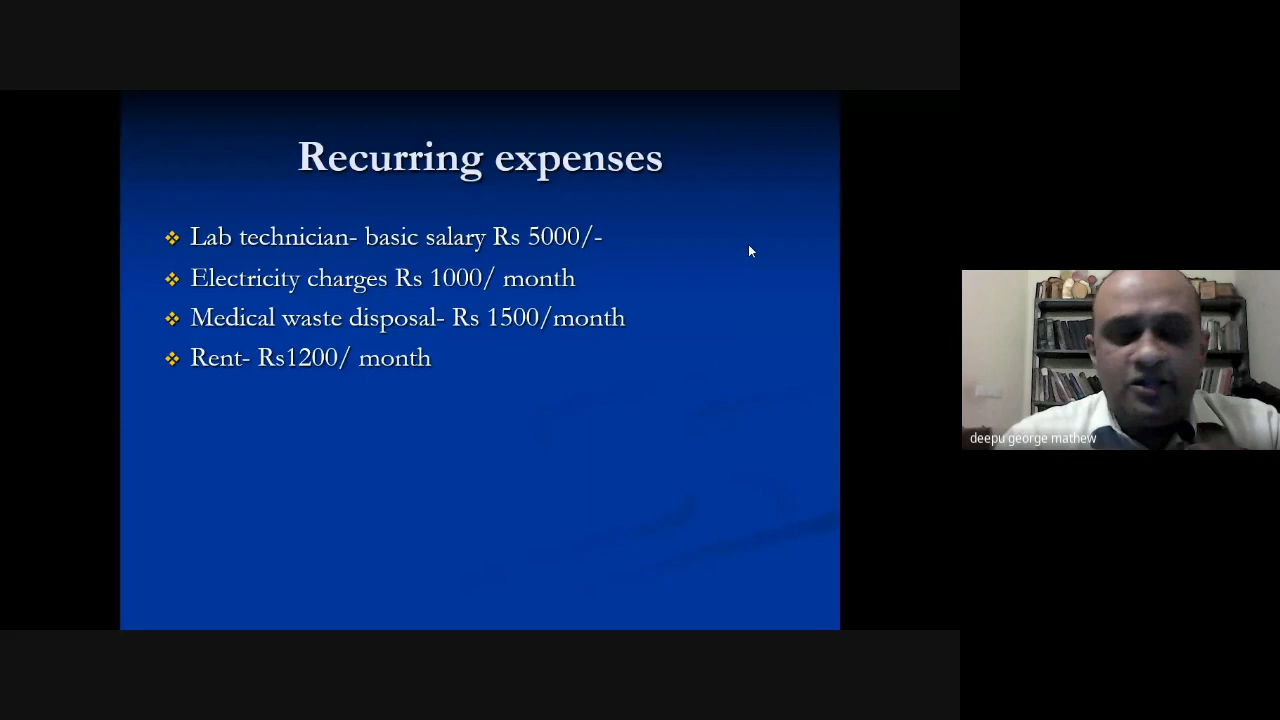 Recurring expenses
Lab technician- basic salary Rs 5000/-
Electricity charges Rs 1000/ month
Medical waste disposal- Rs 1500/month
Rent- Rs1200/ month
deepu george mathew